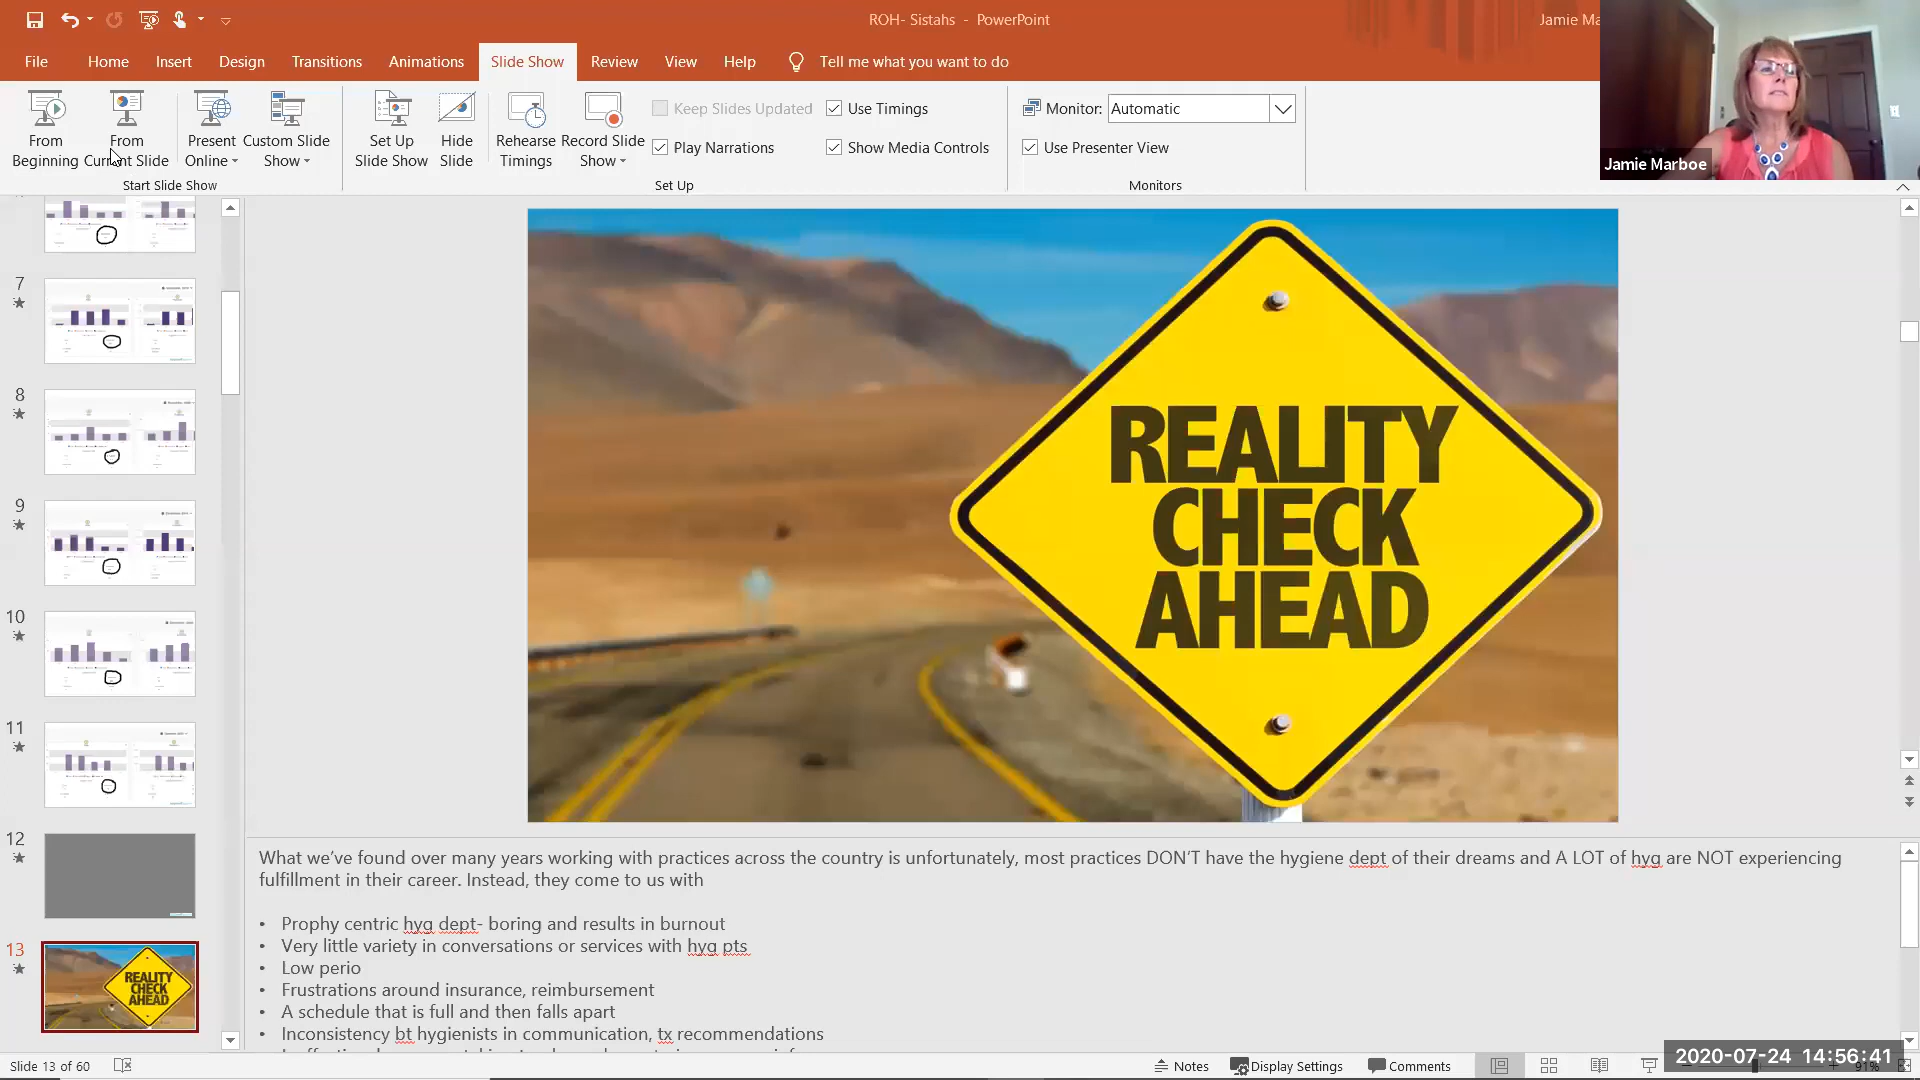 ROH- Sistahs - PowerPoint
Jamie Ma
File Home Insert Design Transitions Animations Slide Show Review View Help Tell me what you want to do
From Beginning
From Current Slide
Present Online
Custom Slide Show
Set Up Slide Show
Hide Slide
Rehearse Timings
Record Slide Show
Keep Slides Updated
Play Narrations
Use Timings
Show Media Controls
Monitor: Automatic
Use Presenter View
Start Slide Show
Set Up
Monitors
Jamie Marboe
7
8
9
10
11
12
13
REALITY
CHECK
AHEAD
REALITY
CHECK
AHEAD
What we’ve found over many years working with practices across the country is unfortunately, most practices DON’T have the hygiene dept of their dreams and A LOT of hyg are NOT experiencing
fulfillment in their career. Instead, they come to us with
• Prophy centric hyg dept- boring and results in burnout
• Very little variety in conversations or services with hyg pts
• Low perio
• Frustrations around insurance, reimbursement
• A schedule that is full and then falls apart
• Inconsistency bt hygienists in communication, tx recommendations
Slide 13 of 60
Notes
Display Settings
Comments
91%
2020-07-24 14:56:41